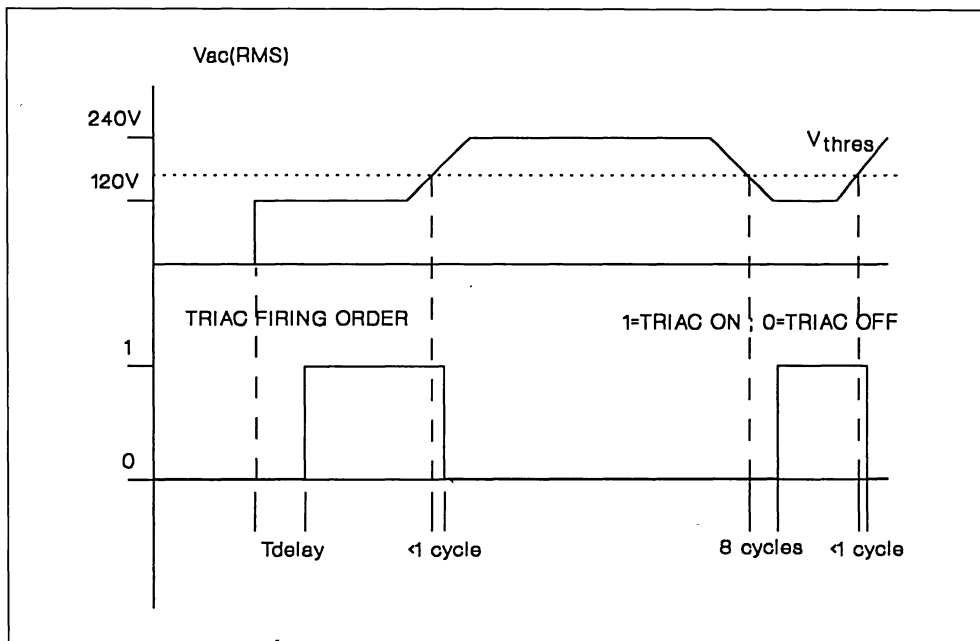 Vac(RMS)
240V
Vthres
120V
TRIAC FIRING ORDER
1=TRIAC ON ; 0=TRIAC OFF
1
0
Tdelay
<1 cycle
8 cycles
<1 cycle